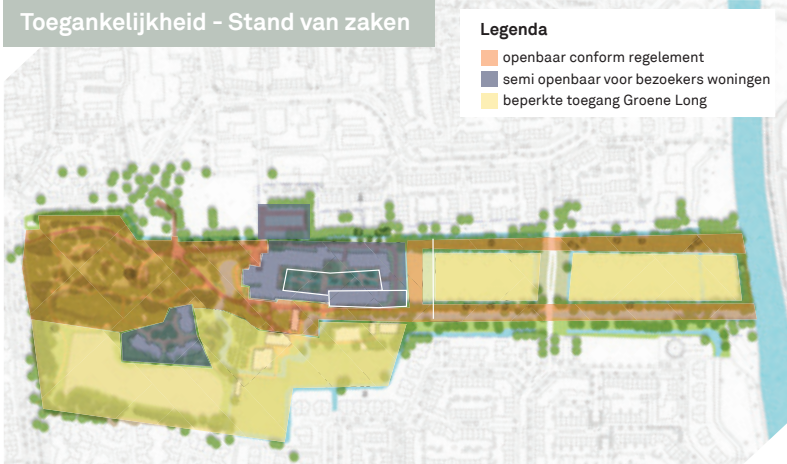 Toegankelijkheid - Stand van zaken
Legenda
openbaar conform regelement
semi openbaar voor bezoekers woningen
beperkte toegang Groene Long